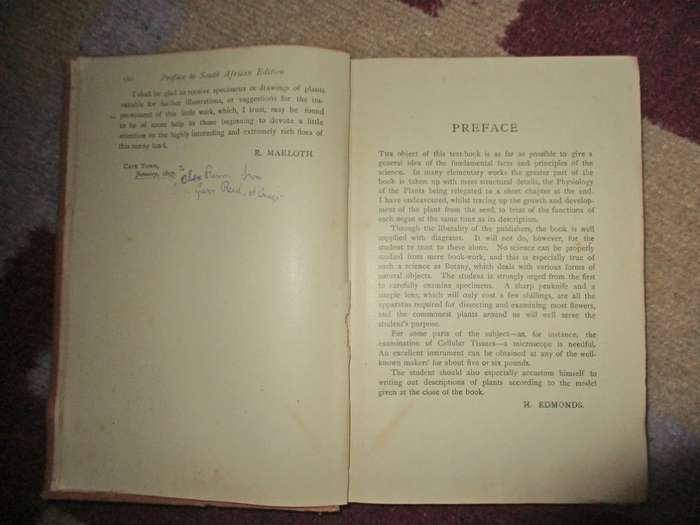 Preface to South African Edition
I shall be glad to receive specimens or drawings of plants
suitable for further illustrations, or suggestions for the im-
provement of this little work, which, I trust, may be found
to be of some help to those beginning to devote a little
attention to the highly interesting and extremely rich flora of
this sunny land.
R. MARLOTH.
CAPE TOWN,
January, 1897.
PREFACE
THE object of this text-book is as far as possible to give a
general idea of the fundamental facts and principles of the
science. In many elementary works the greater part of the
book is taken up with mere structural details, the Physiology
of the Plants being relegated to a short chapter at the end.
I have endeavoured, whilst tracing up the growth and develop-
ment of the plant from the seed, to treat of the functions of
each organ at the same time as its description.
Through the liberality of the publishers, the book is well
supplied with diagrams. It will not do, however, for the
student to trust to these alone. No science can be properly
studied from mere book-work, and this is especially true of
such a science as Botany, which deals with various forms of
natural objects. The student is strongly urged from the first
to carefully examine specimens. A sharp penknife and a
simple lens, which will only cost a few shillings, are all the
apparatus required for dissecting and examining most flowers,
and the commonest plants around us will well serve the
student's purpose.
For some parts of the subject—as, for instance, the
examination of Cellular Tissues—a microscope is needful.
An excellent instrument can be obtained at any of the well-
known makers' for about five or six pounds.
The student should also especially accustom himself to
writing out descriptions of plants according to the model
given at the close of the book.
H. EDMONDS.